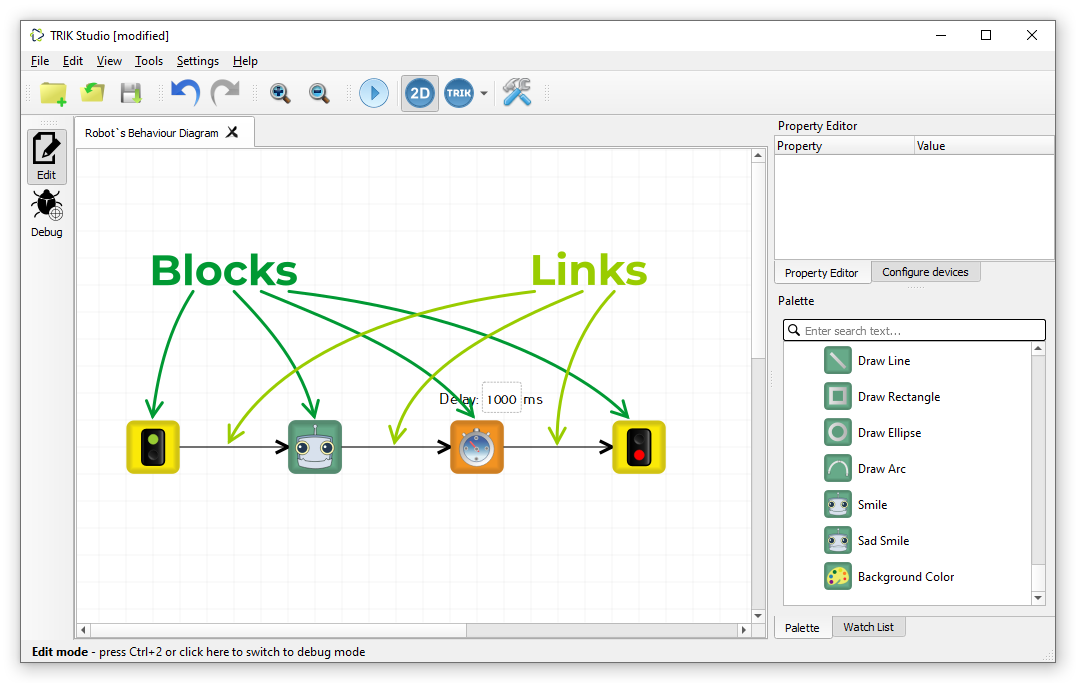 TRIK Studio [modified]
File Edit View Tools Settings Help
2D TRIK
Edit
Debug
Robot`s Behaviour Diagram
Blocks
Links
Delay: 1000 ms
Property Editor
Property Value
Property Editor Configure devices
Palette
Enter search text...
Draw Line
Draw Rectangle
Draw Ellipse
Draw Arc
Smile
Sad Smile
Background Color
Palette Watch List
Edit mode - press Ctrl+2 or click here to switch to debug mode